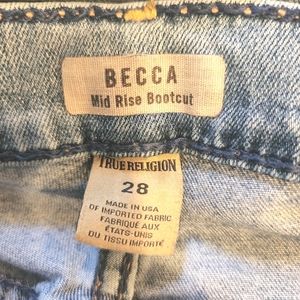 BECCA
Mid Rise Bootcut
TRUE RELIGION
28
MADE IN USA
OF IMPORTED FABRIC
FABRIQUÉ AUX
ÉTATS-UNIS
DU TISSU IMPORTÉ